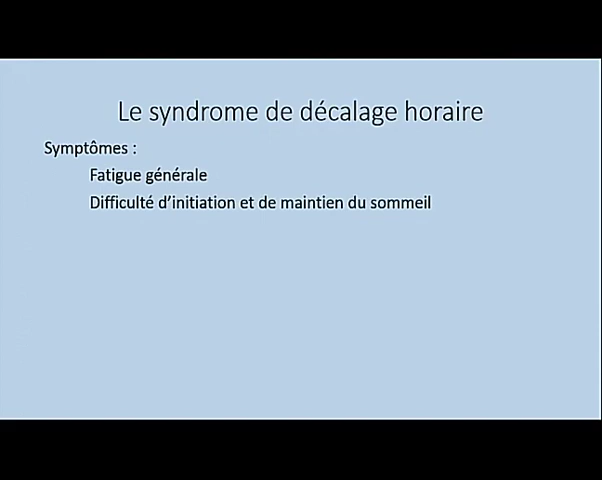 Le syndrome de décalage horaire
Symptômes :
Fatigue générale
Difficulté d’initiation et de maintien du sommeil